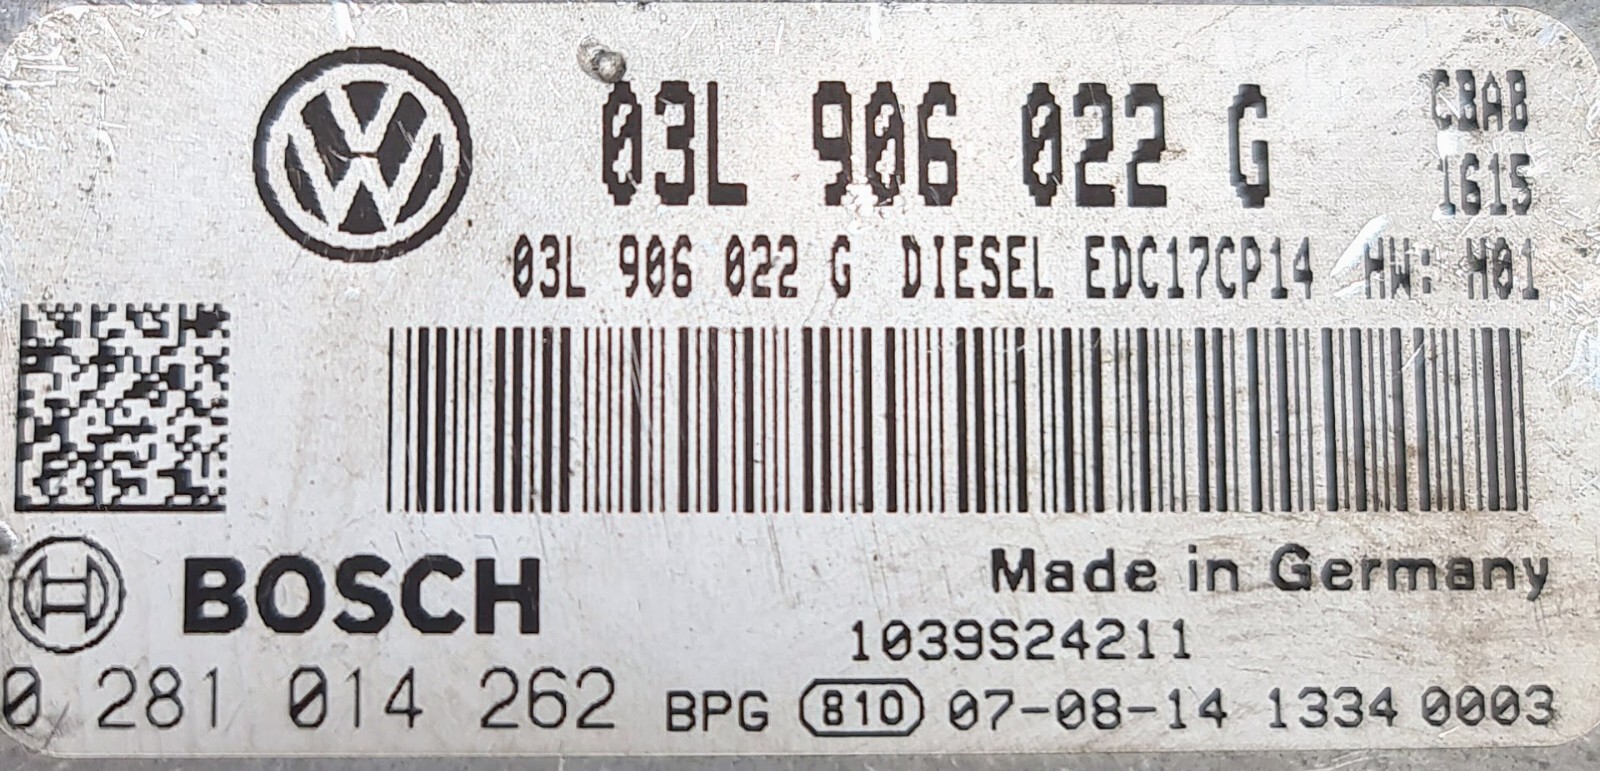 03L 906 022 G
CBAB
1615
03L 906 022 G DIESEL EDC17CP14 HW: H01
BOSCH
Made in Germany
1039S24211
0 281 014 262 BPG 810 07-08-14 1334 0003